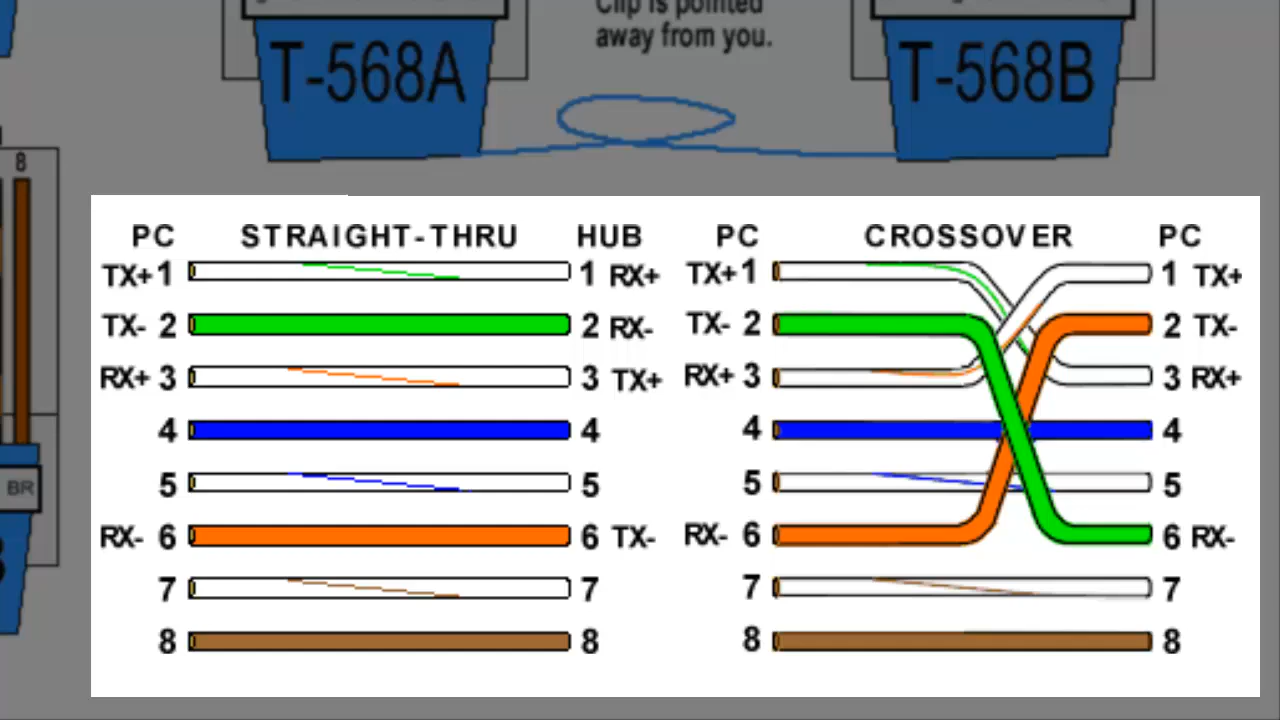 Clip is pointed
away from you.
T-568A
T-568B
8
BR
PC STRAIGHT-THRU HUB
TX+ 1 1 RX+
TX- 2 2 RX-
RX+ 3 3 TX+
4 4
5 5
RX- 6 6 TX-
7 7
8 8
PC CROSSOVER PC
TX+ 1 1 TX+
TX- 2 2 TX-
RX+ 3 3 RX+
4 4
5 5
RX- 6 6 RX-
7 7
8 8